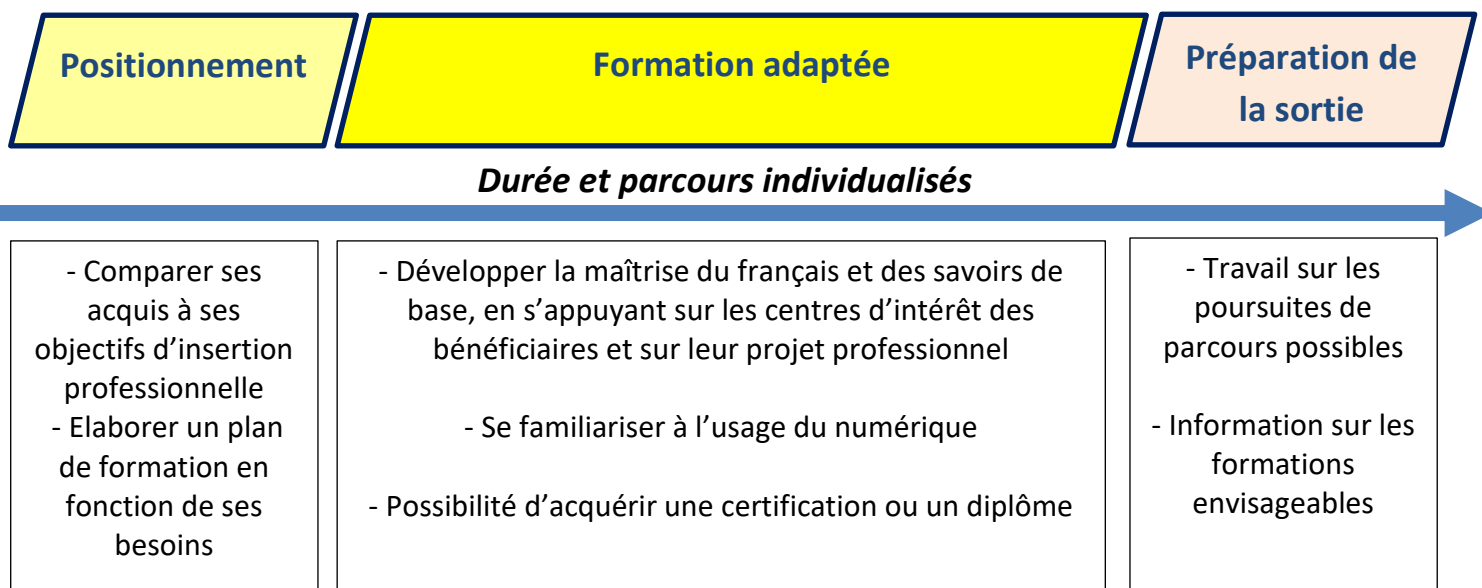 Positionnement
Formation adaptée
Préparation de
la sortie
Durée et parcours individualisés
- Comparer ses
acquis à ses
objectifs d’insertion
professionnelle
- Elaborer un plan
de formation en
fonction de ses
besoins
- Développer la maîtrise du français et des savoirs de
base, en s’appuyant sur les centres d’intérêt des
bénéficiaires et sur leur projet professionnel
- Se familiariser à l’usage du numérique
- Possibilité d’acquérir une certification ou un diplôme
- Travail sur les
poursuites de
parcours possibles
- Information sur les
formations
envisageables